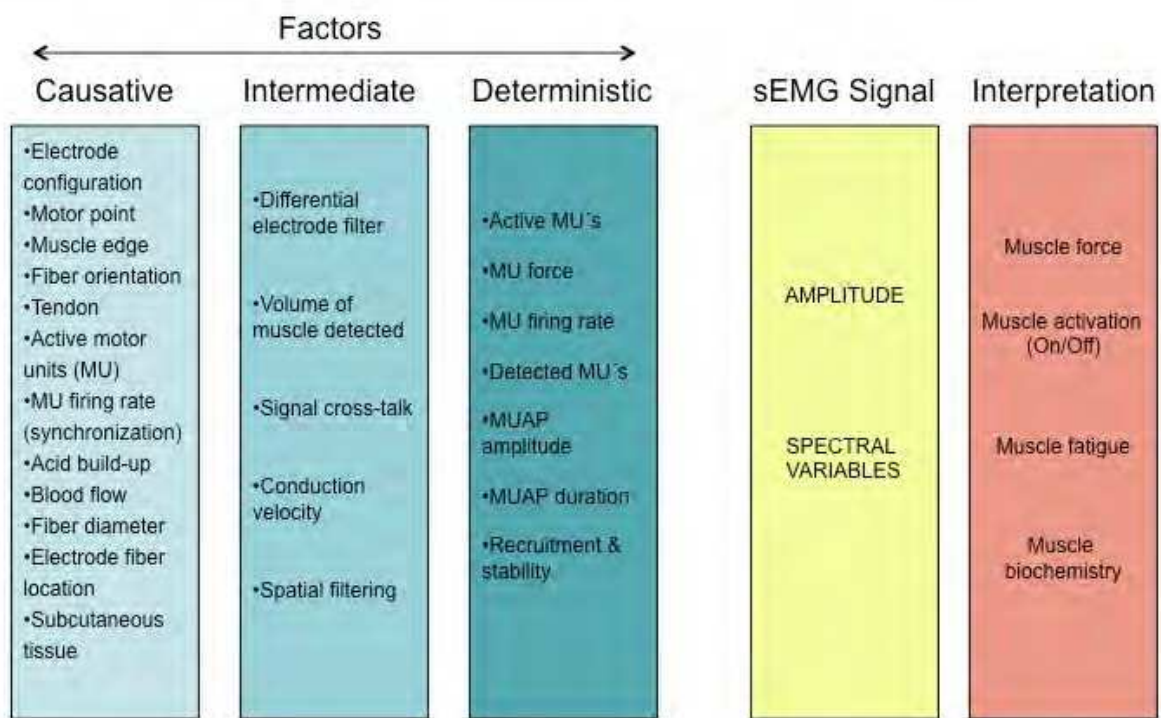 Factors
Causative
Intermediate
Deterministic
sEMG Signal
Interpretation
•Electrode
configuration
•Motor point
•Muscle edge
•Fiber orientation
•Tendon
•Active motor
units (MU)
•MU firing rate
(synchronization)
•Acid build-up
•Blood flow
•Fiber diameter
•Electrode fiber
location
•Subcutaneous
tissue
•Differential
electrode filter
•Volume of
muscle detected
•Signal cross-talk
•Conduction
velocity
•Spatial filtering
•Active MU´s
•MU force
•MU firing rate
•Detected MU´s
•MUAP
amplitude
•MUAP duration
•Recruitment &
stability
AMPLITUDE
SPECTRAL
VARIABLES
Muscle force
Muscle activation
(On/Off)
Muscle fatigue
Muscle
biochemistry